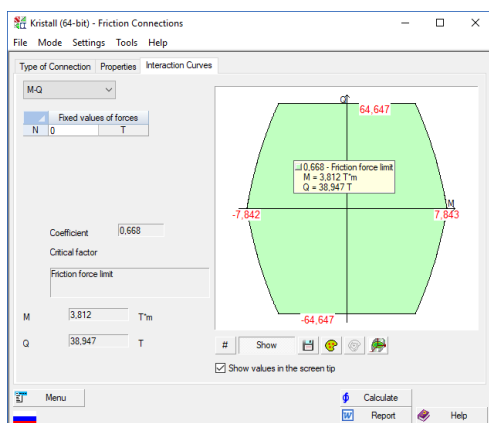 Kristall (64-bit) - Friction Connections
File Mode Settings Tools Help
Type of Connection Properties Interaction Curves
M-Q
Fixed values of forces
N 0 T
Coefficient 0,668
Critical factor
Friction force limit
M 3,812 T*m
Q 38,947 T
Q
64,647
0,668 - Friction force limit
M = 3,812 T*m
Q = 38,947 T
M
-7,842
7,843
-64,647
# Show
Show values in the screen tip
Menu
Calculate
W Report
Help